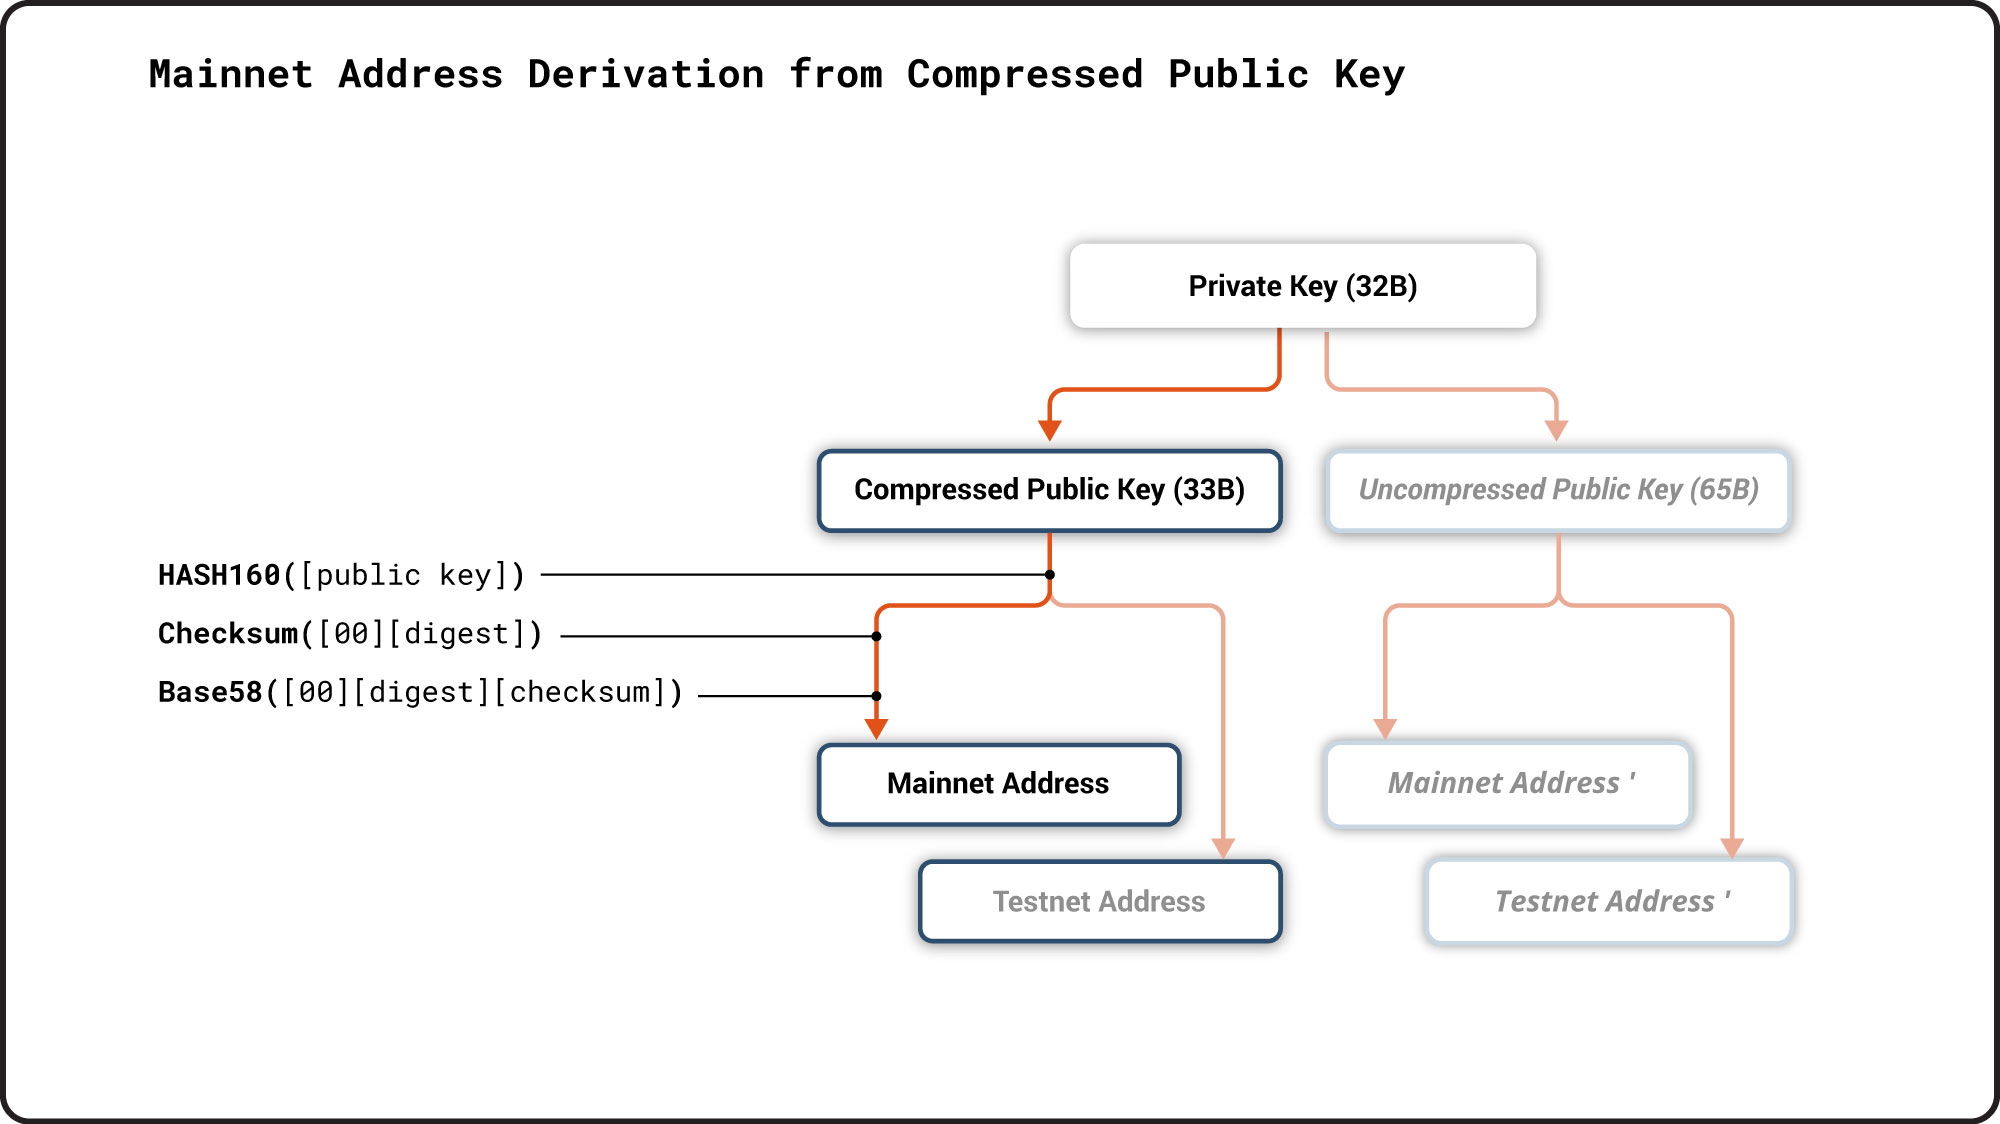 Mainnet Address Derivation from Compressed Public Key
Private Key (32B)
Compressed Public Key (33B)
Uncompressed Public Key (65B)
HASH160([public key])
Checksum([00][digest])
Base58([00][digest][checksum])
Mainnet Address
Mainnet Address '
Testnet Address
Testnet Address '